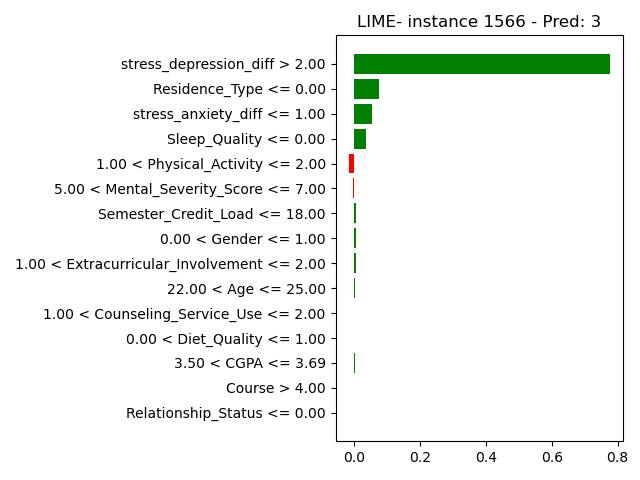 LIME- instance 1566 - Pred: 3
stress_depression_diff > 2.00
Residence_Type <= 0.00
stress_anxiety_diff <= 1.00
Sleep_Quality <= 0.00
1.00 < Physical_Activity <= 2.00
5.00 < Mental_Severity_Score <= 7.00
Semester_Credit_Load <= 18.00
0.00 < Gender <= 1.00
1.00 < Extracurricular_Involvement <= 2.00
22.00 < Age <= 25.00
1.00 < Counseling_Service_Use <= 2.00
0.00 < Diet_Quality <= 1.00
3.50 < CGPA <= 3.69
Course > 4.00
Relationship_Status <= 0.00
0.0 0.2 0.4 0.6 0.8